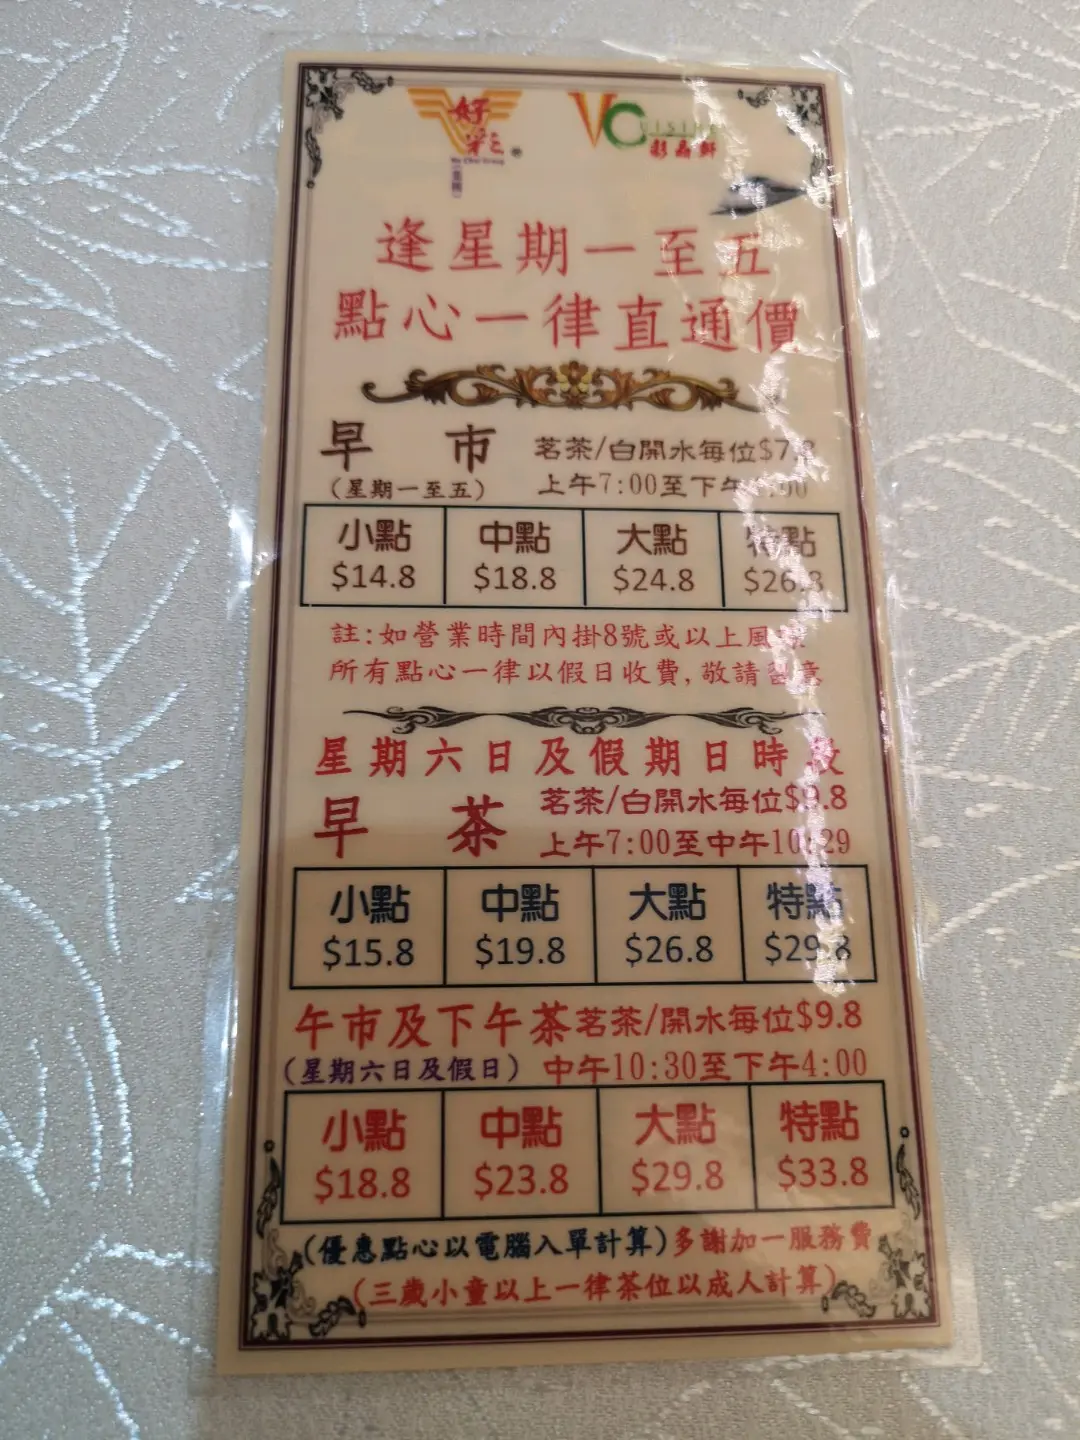 好彩
Ho Choi Group
VCUISINE
彩晶軒
逢星期一至五
點心一律直通價
早市 茗茶/白開水每位$7.8
(星期一至五) 上午7:00至下午:00
小點 中點 大點 特點
$14.8 $18.8 $24.8 $26.8
註:如營業時間內掛8號或以上風
所有點心一律以假日收費,敬請留意
星期六日及假期日時段
早茶 茗茶/白開水每位$9.8
上午7:00至中午10:29
小點 中點 大點 特點
$15.8 $19.8 $26.8 $29.8
午市及下午茶 茗茶/開水每位$9.8
(星期六日及假日) 中午10:30至下午4:00
小點 中點 大點 特點
$18.8 $23.8 $29.8 $33.8
(優惠點心以電腦入單計算)多謝加一服務費
(三歲小童以上一律茶位以成人計算)